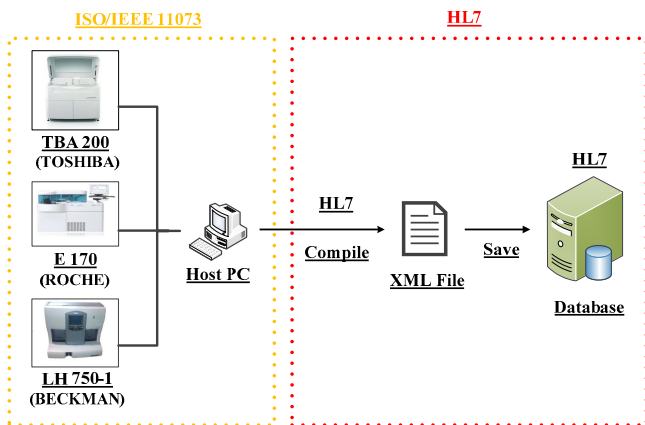 ISO/IEEE 11073
HL7
TBA 200
(TOSHIBA)
E 170
(ROCHE)
LH 750-1
(BECKMAN)
Host PC
HL7
Compile
XML File
Save
HL7
Database